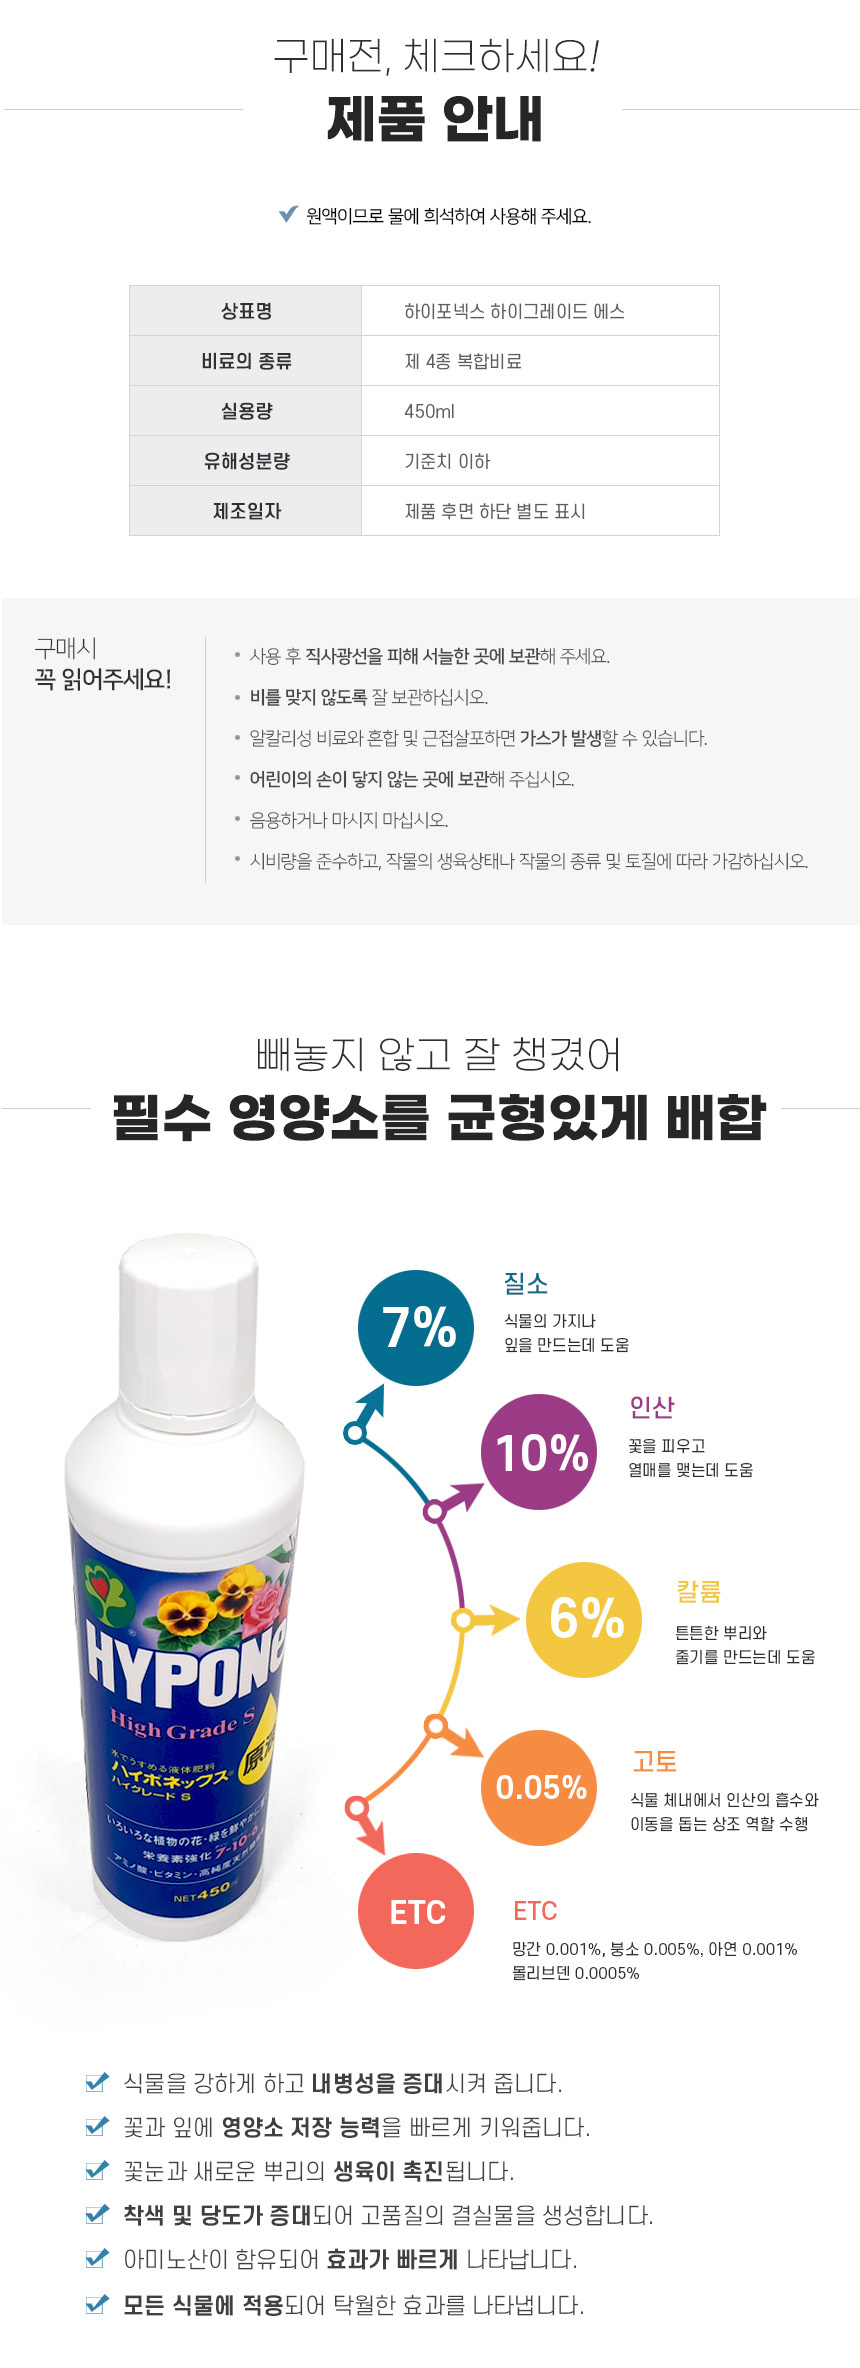 구매전, 체크하세요!
제품 안내
원액이므로 물에 희석하여 사용해 주세요.
상표명 하이포넥스 하이그레이드 에스
비료의 종류 제 4종 복합비료
실용량 450ml
유해성분량 기준치 이하
제조일자 제품 후면 하단 별도 표시
구매시
꼭 읽어주세요!
사용 후 직사광선을 피해 서늘한 곳에 보관해 주세요.
비를 맞지 않도록 잘 보관하십시오.
알칼리성 비료와 혼합 및 근접살포하면 가스가 발생할 수 있습니다.
어린이의 손이 닿지 않는 곳에 보관해 주십시오.
음용하거나 마시지 마십시오.
시비량을 준수하고, 작물의 생육상태나 작물의 종류 및 토질에 따라 가감하십시오.
빼놓지 않고 잘 챙겼어
필수 영양소를 균형있게 배합
7%
질소
식물의 가지나
잎을 만드는데 도움
10%
인산
꽃을 피우고
열매를 맺는데 도움
6%
칼륨
튼튼한 뿌리와
줄기를 만드는데 도움
0.05%
고토
식물 체내에서 인산의 흡수와
이동을 돕는 상조 역할 수행
ETC
ETC
망간 0.001%, 붕소 0.005%, 아연 0.001%
몰리브덴 0.0005%
HYPONe
High Grade S
水でうすめる液体肥料
ハイポネックス®
ハイグレード S
原液
いろいろな植物の花・緑を鮮やかに
栄養素強化 7-10-6
アミノ酸・ビタミン・高純度天然
NET 450
식물을 강하게 하고 내병성을 증대시켜 줍니다.
꽃과 잎에 영양소 저장 능력을 빠르게 키워줍니다.
꽃눈과 새로운 뿌리의 생육이 촉진됩니다.
착색 및 당도가 증대되어 고품질의 결실물을 생성합니다.
아미노산이 함유되어 효과가 빠르게 나타납니다.
모든 식물에 적용되어 탁월한 효과를 나타냅니다.